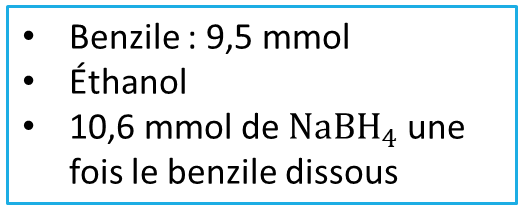 • Benzile : 9,5 mmol
• Éthanol
• 10,6 mmol de NaBH₄ une
fois le benzile dissous